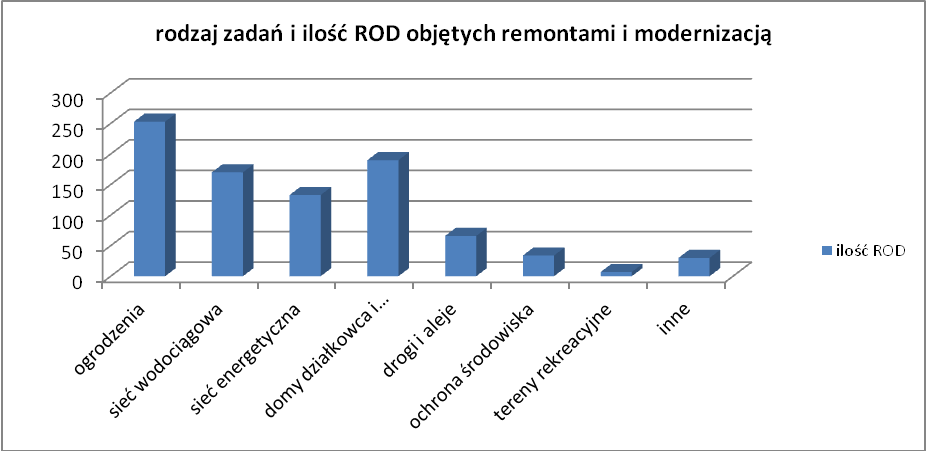 rodzaj zadań i ilość ROD objętych remontami i modernizacją
300
250
200
150
100
50
0
ogrodzenia
sieć wodociągowa
sieć energetyczna
domy działkowca i...
drogi i aleje
ochrona środowiska
tereny rekreacyjne
inne
ilość ROD